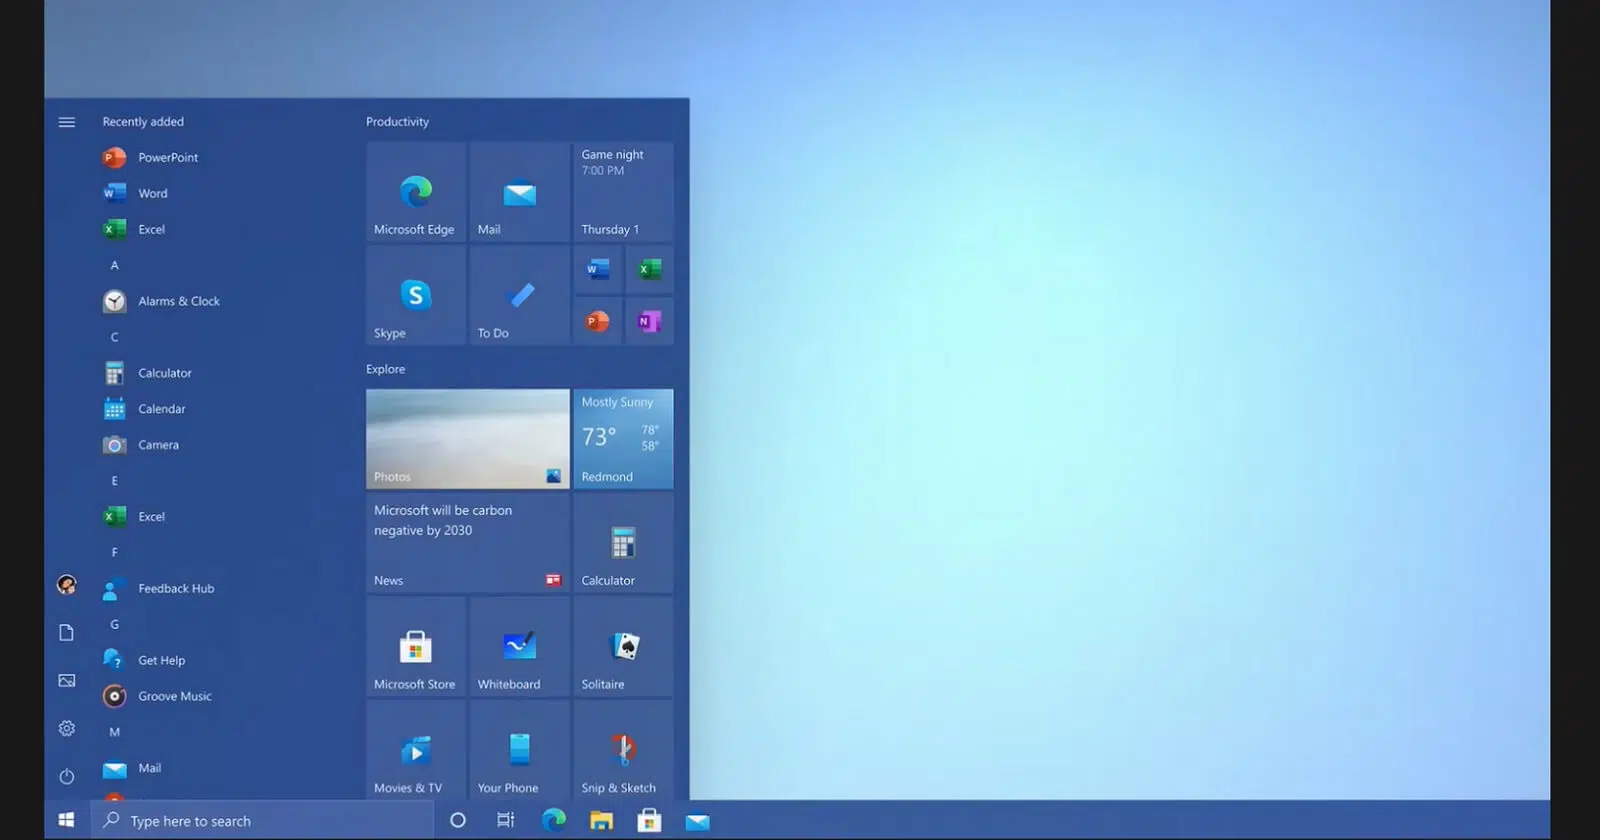 Recently added
PowerPoint
Word
Excel
A
Alarms & Clock
C
Calculator
Calendar
Camera
E
Excel
F
Feedback Hub
G
Get Help
Groove Music
M
Mail
Productivity
Microsoft Edge
Mail
Game night
7:00 PM
Thursday 1
Skype
To Do
Explore
Photos
Mostly Sunny
73°
78°
58°
Redmond
Microsoft will be carbon
negative by 2030
News
Calculator
Microsoft Store
Whiteboard
Solitaire
Movies & TV
Your Phone
Snip & Sketch
Type here to search